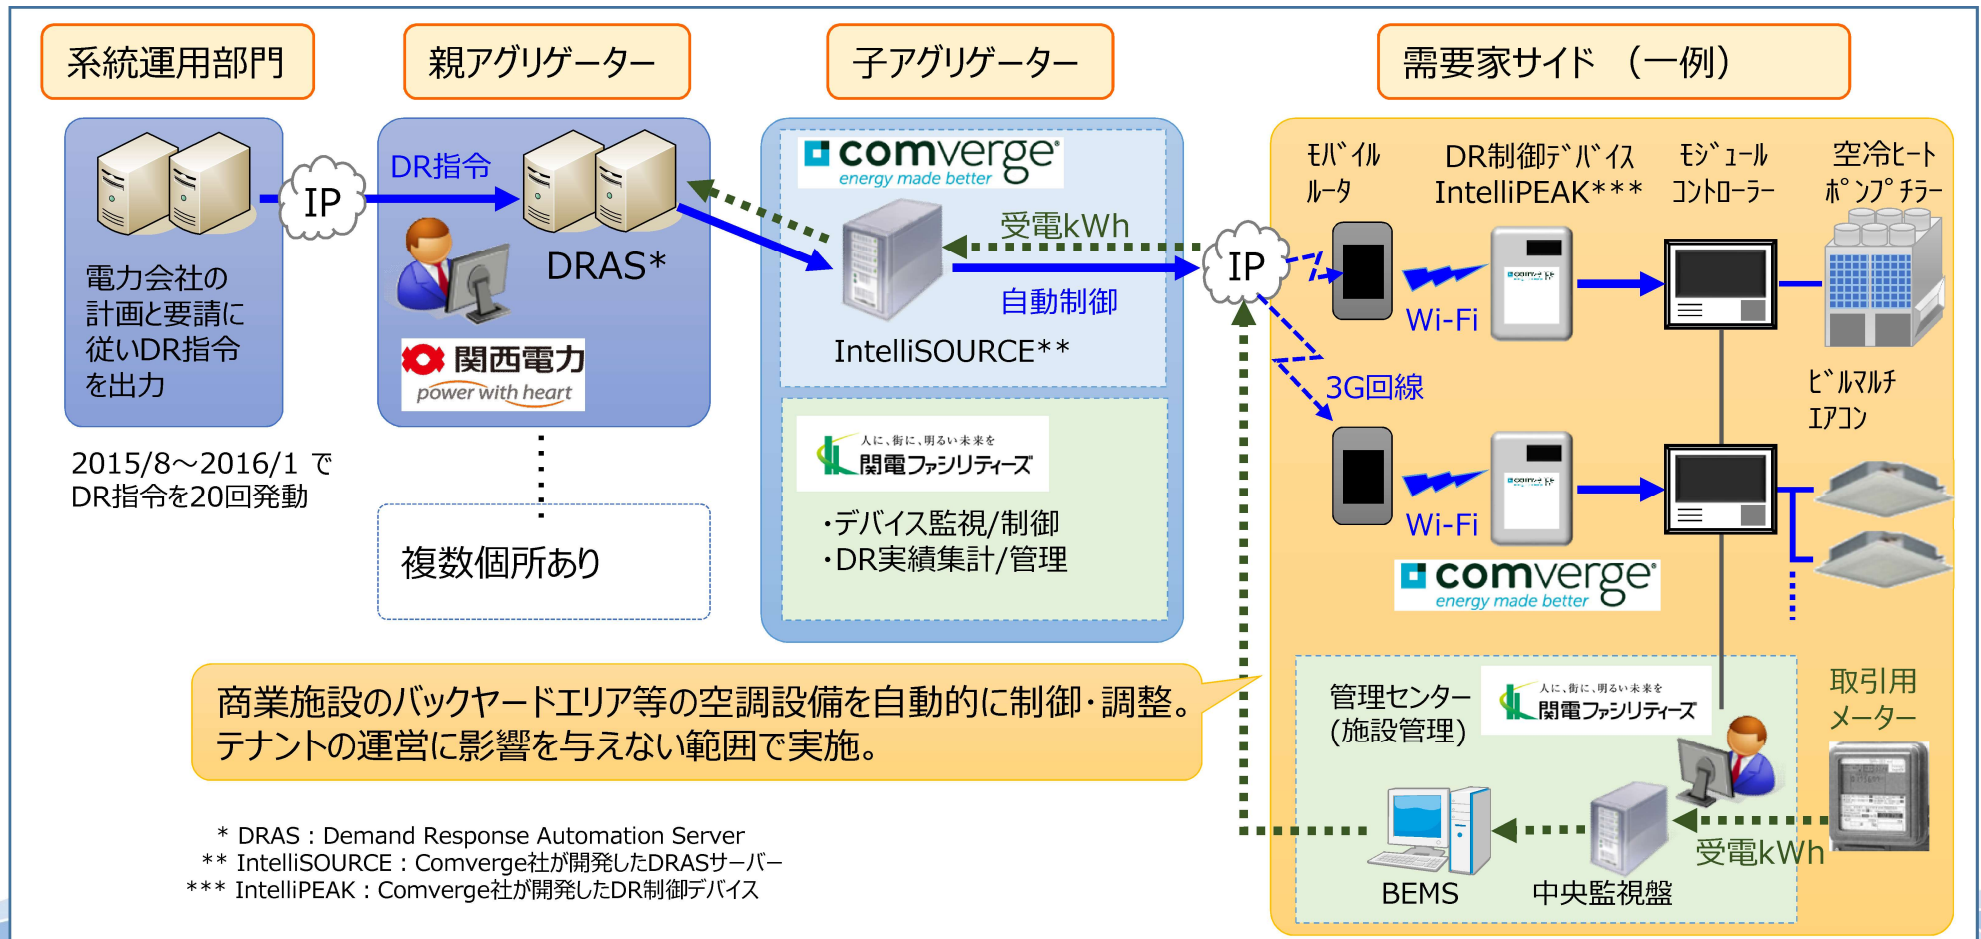 系統運用部門
親アグリゲーター
子アグリゲーター
需要家サイド （一例）
IP
電力会社の
計画と要請に
従いDR指令
を出力
2015/8～2016/1 で
DR指令を20回発動
DR指令
DRAS*
関西電力
power with heart
複数個所あり
comverge
energy made better
受電kWh
自動制御
IntelliSOURCE**
人に、街に、明るい未来を
関電ファシリティーズ
・デバイス監視/制御
・DR実績集計/管理
IP
3G回線
ﾓﾊﾞｲﾙ
ﾙｰﾀ
DR制御ﾃﾞﾊﾞｲｽ
IntelliPEAK***
ﾓｼﾞｭｰﾙ
ｺﾝﾄﾛｰﾗｰ
空冷ﾋｰﾄ
ﾎﾟﾝﾌﾟﾁﾗｰ
Wi-Fi
comverge
ﾋﾞﾙﾏﾙﾁ
ｴｱｺﾝ
Wi-Fi
comverge
comverge
energy made better
管理センター
(施設管理)
人に、街に、明るい未来を
関電ファシリティーズ
取引用
メーター
受電kWh
BEMS
中央監視盤
商業施設のバックヤードエリア等の空調設備を自動的に制御・調整。
テナントの運営に影響を与えない範囲で実施。
* DRAS：Demand Response Automation Server
** IntelliSOURCE：Comverge社が開発したDRASサーバー
*** IntelliPEAK：Comverge社が開発したDR制御デバイス